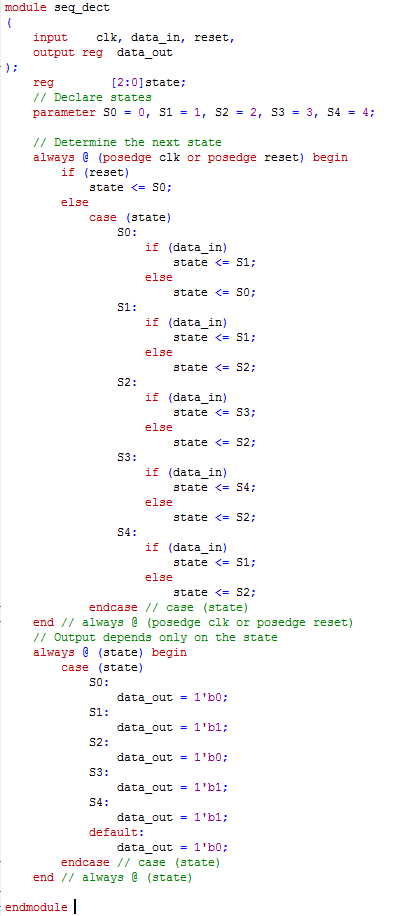 module seq_dect
(
    input    clk, data_in, reset,
    output reg  data_out
);
    reg        [2:0]state;
    // Declare states
    parameter S0 = 0, S1 = 1, S2 = 2, S3 = 3, S4 = 4;

    // Determine the next state
    always @ (posedge clk or posedge reset) begin
        if (reset)
            state <= S0;
        else
            case (state)
                S0:
                    if (data_in)
                        state <= S1;
                    else
                        state <= S0;
                S1:
                    if (data_in)
                        state <= S1;
                    else
                        state <= S2;
                S2:
                    if (data_in)
                        state <= S3;
                    else
                        state <= S2;
                S3:
                    if (data_in)
                        state <= S4;
                    else
                        state <= S2;
                S4:
                    if (data_in)
                        state <= S1;
                    else
                        state <= S2;
            endcase // case (state)
    end // always @ (posedge clk or posedge reset)
    // Output depends only on the state
    always @ (state) begin
        case (state)
            S0:
                data_out = 1'b0;
            S1:
                data_out = 1'b1;
            S2:
                data_out = 1'b0;
            S3:
                data_out = 1'b1;
            S4:
                data_out = 1'b1;
            default:
                data_out = 1'b0;
        endcase // case (state)
    end // always @ (state)

endmodule